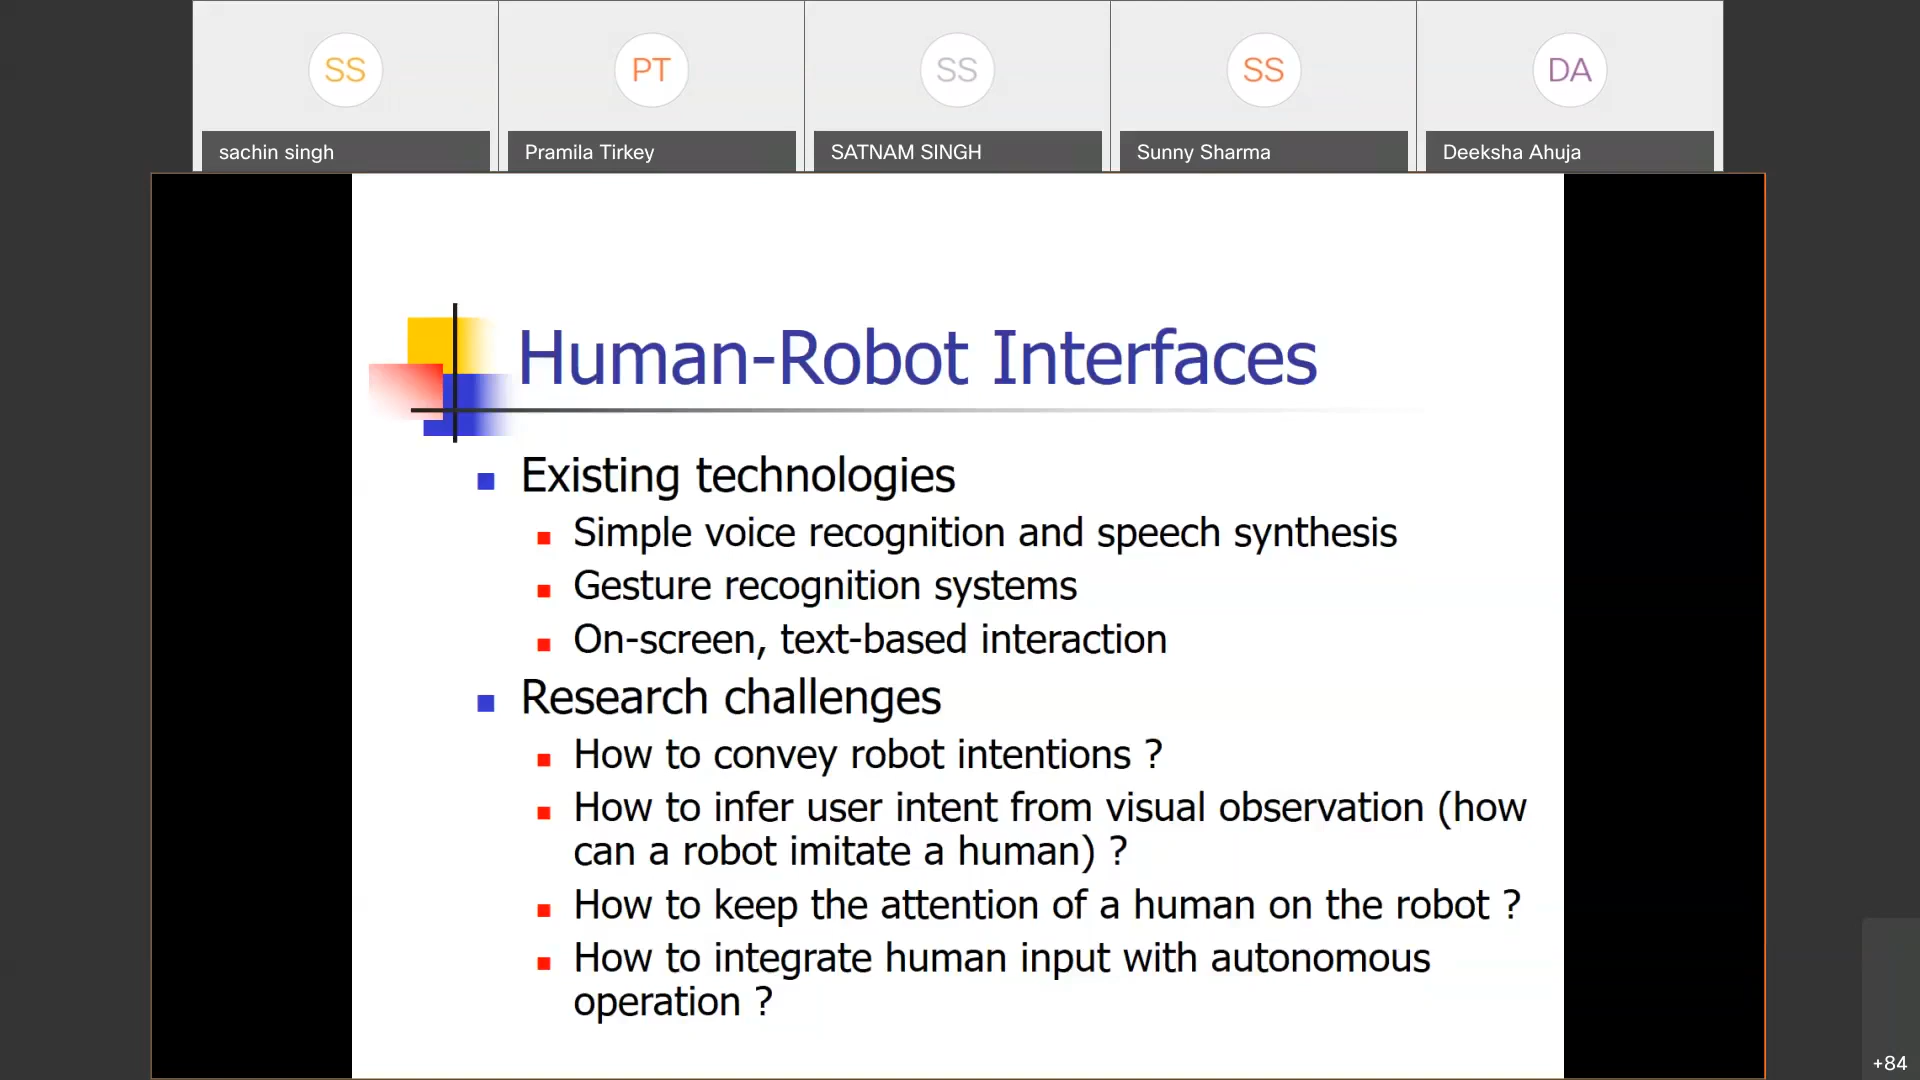 SS
PT
SS
SS
DA
sachin singh
Pramila Tirkey
SATNAM SINGH
Sunny Sharma
Deeksha Ahuja
Human-Robot Interfaces
Existing technologies
Simple voice recognition and speech synthesis
Gesture recognition systems
On-screen, text-based interaction
Research challenges
How to convey robot intentions ?
How to infer user intent from visual observation (how
can a robot imitate a human) ?
How to keep the attention of a human on the robot ?
How to integrate human input with autonomous
operation ?
+84